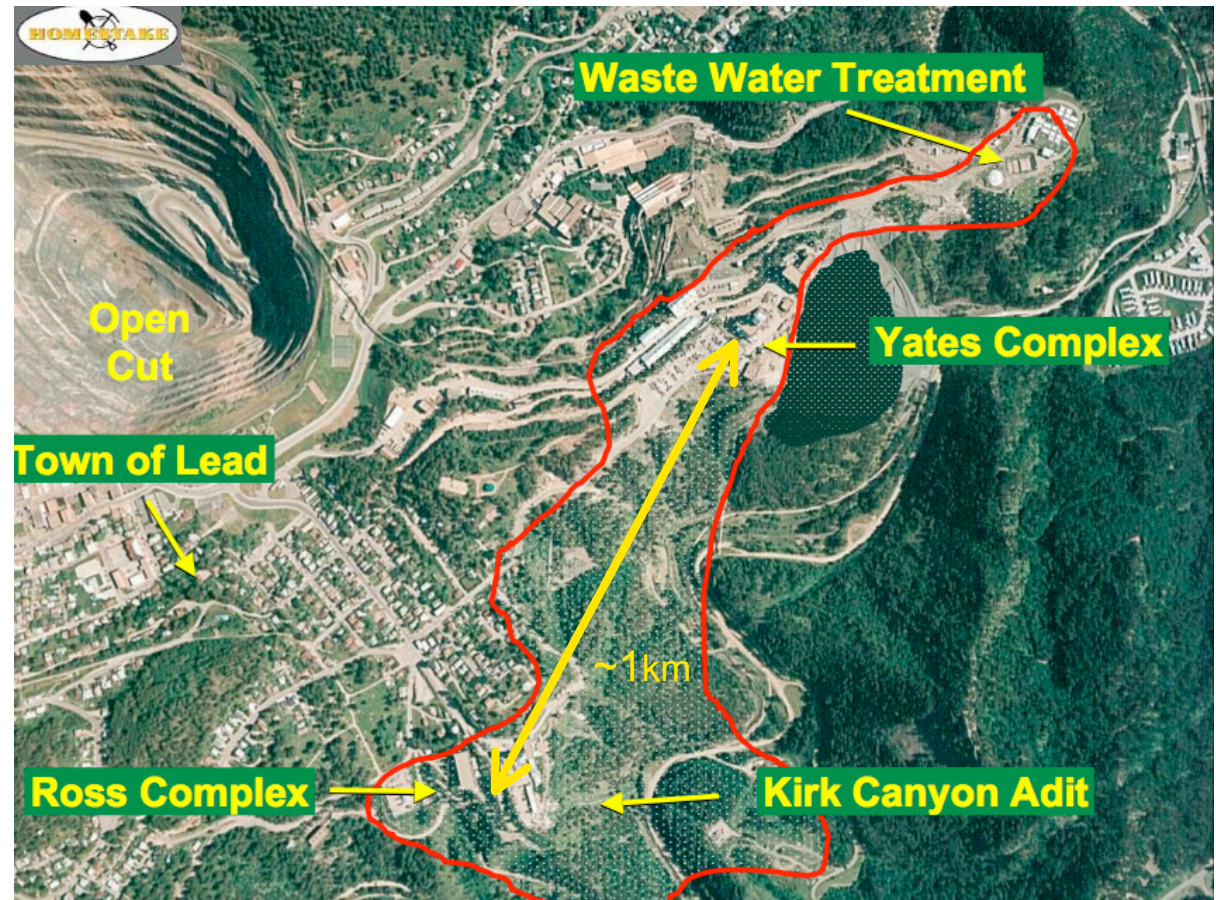 HOMESTAKE
Waste Water Treatment
Open
Cut
Yates Complex
Town of Lead
~1km
Ross Complex
Kirk Canyon Adit